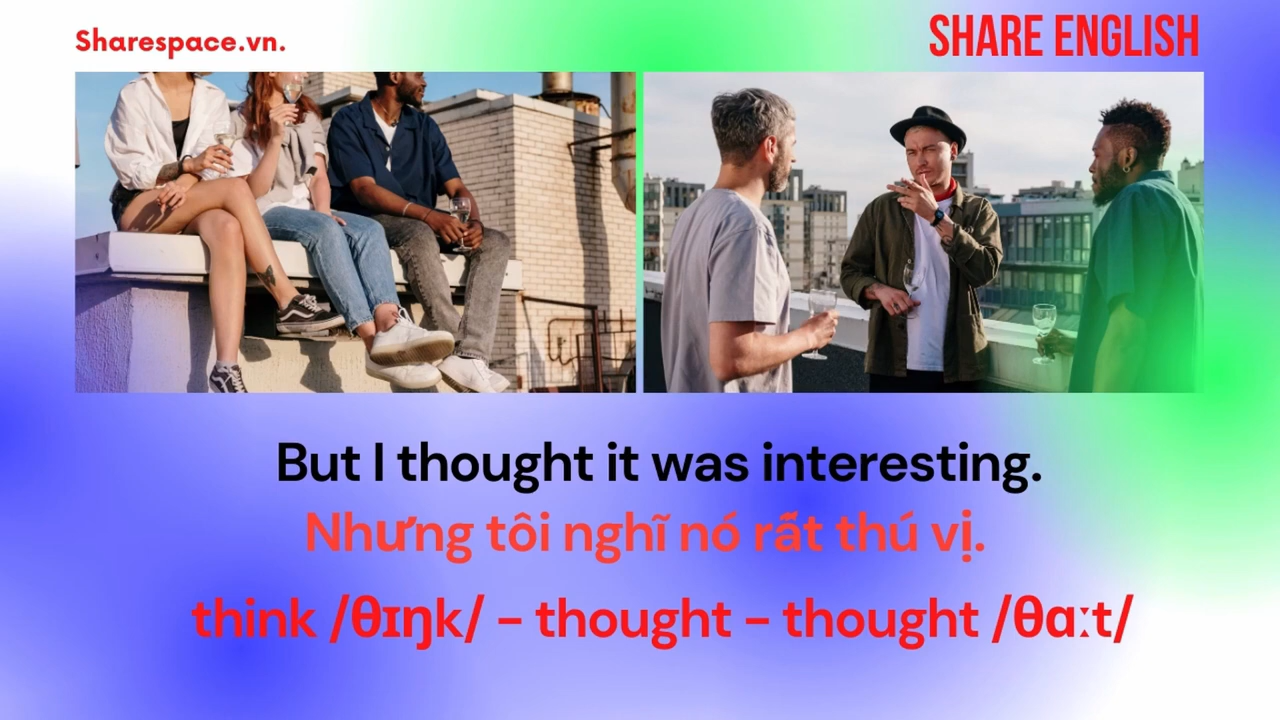 Sharespace.vn.
SHARE ENGLISH
But I thought it was interesting.
Nhưng tôi nghĩ nó rất thú vị.
think /θɪŋk/ – thought – thought /θɑːt/